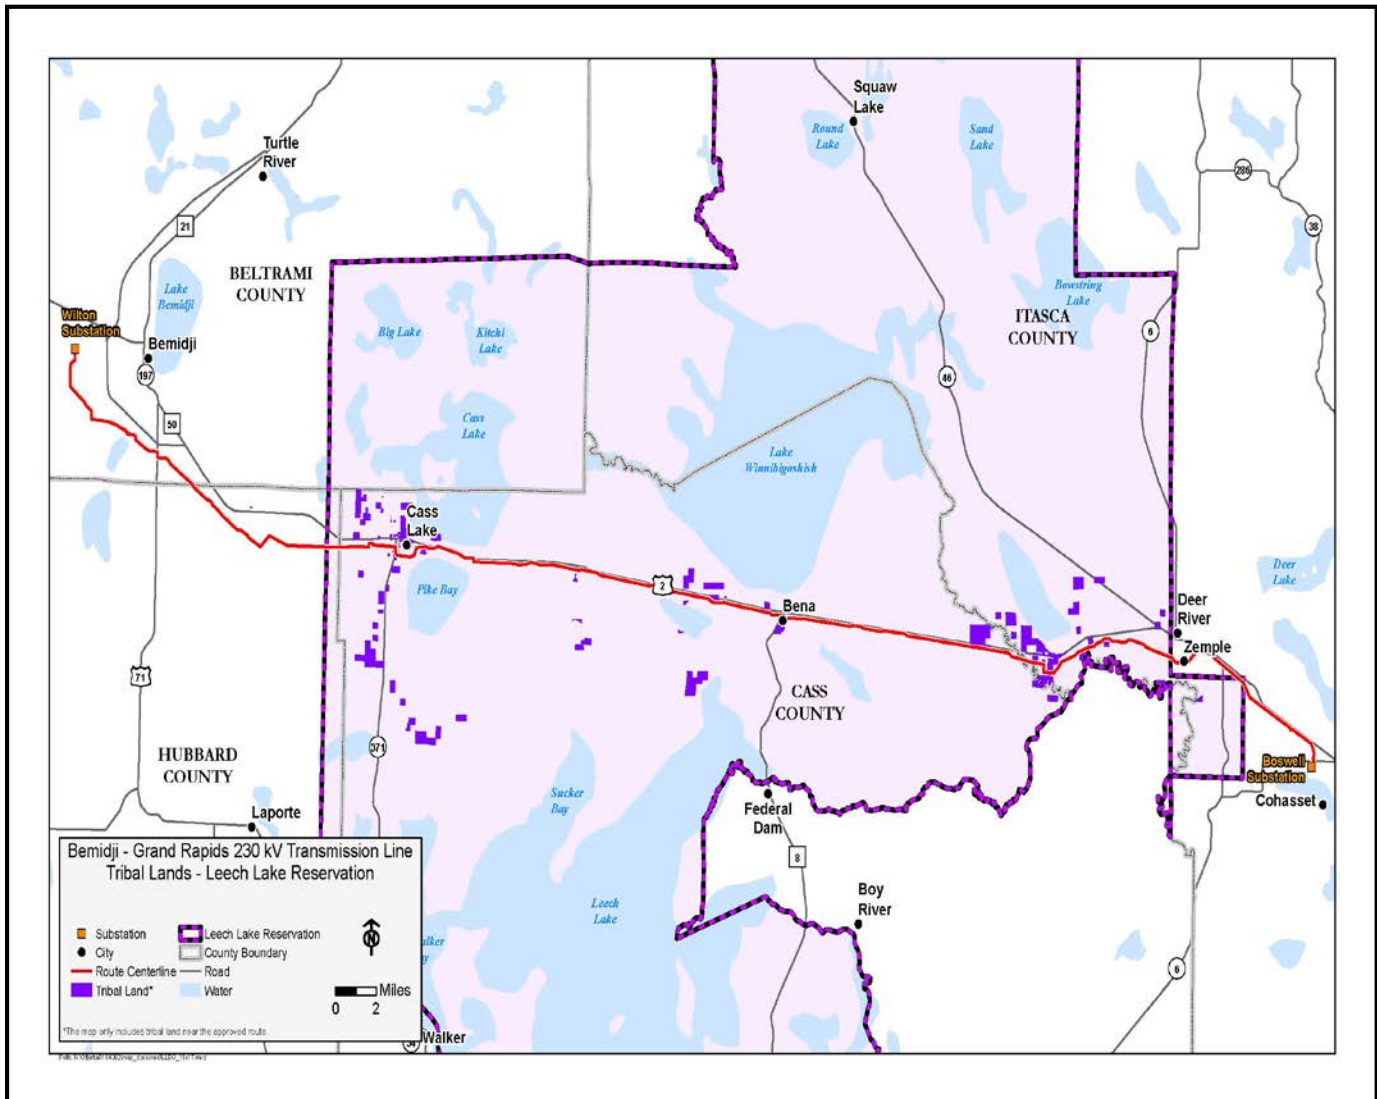 Squaw
Lake
Round
Lake
Sand
Lake
Turtle
River
286
21
38
BELTRAMI
COUNTY
Lake
Bemidji
Bowstring
Lake
Wilton
Substation
Big Lake
Kitchi
Lake
ITASCA
COUNTY
6
Bemidji
197
46
50
Cass
Lake
Lake
Winnibigoshish
Cass
Lake
Deer
Lake
Pike Bay
2
Bena
Deer
River
Zemple
71
CASS
COUNTY
371
HUBBARD
COUNTY
Boswell
Substation
Sucker
Bay
Cohasset
Federal
Dam
Laporte
8
Boy
River
Leech
Lake
6
Bemidji - Grand Rapids 230 kV Transmission Line
Tribal Lands - Leech Lake Reservation
Substation
Leech Lake Reservation
City
County Boundary
Route Centerline
Road
Tribal Land*
Water
N
Miles
0 2
*The map only includes tribal land near the approved route.
34
Walker